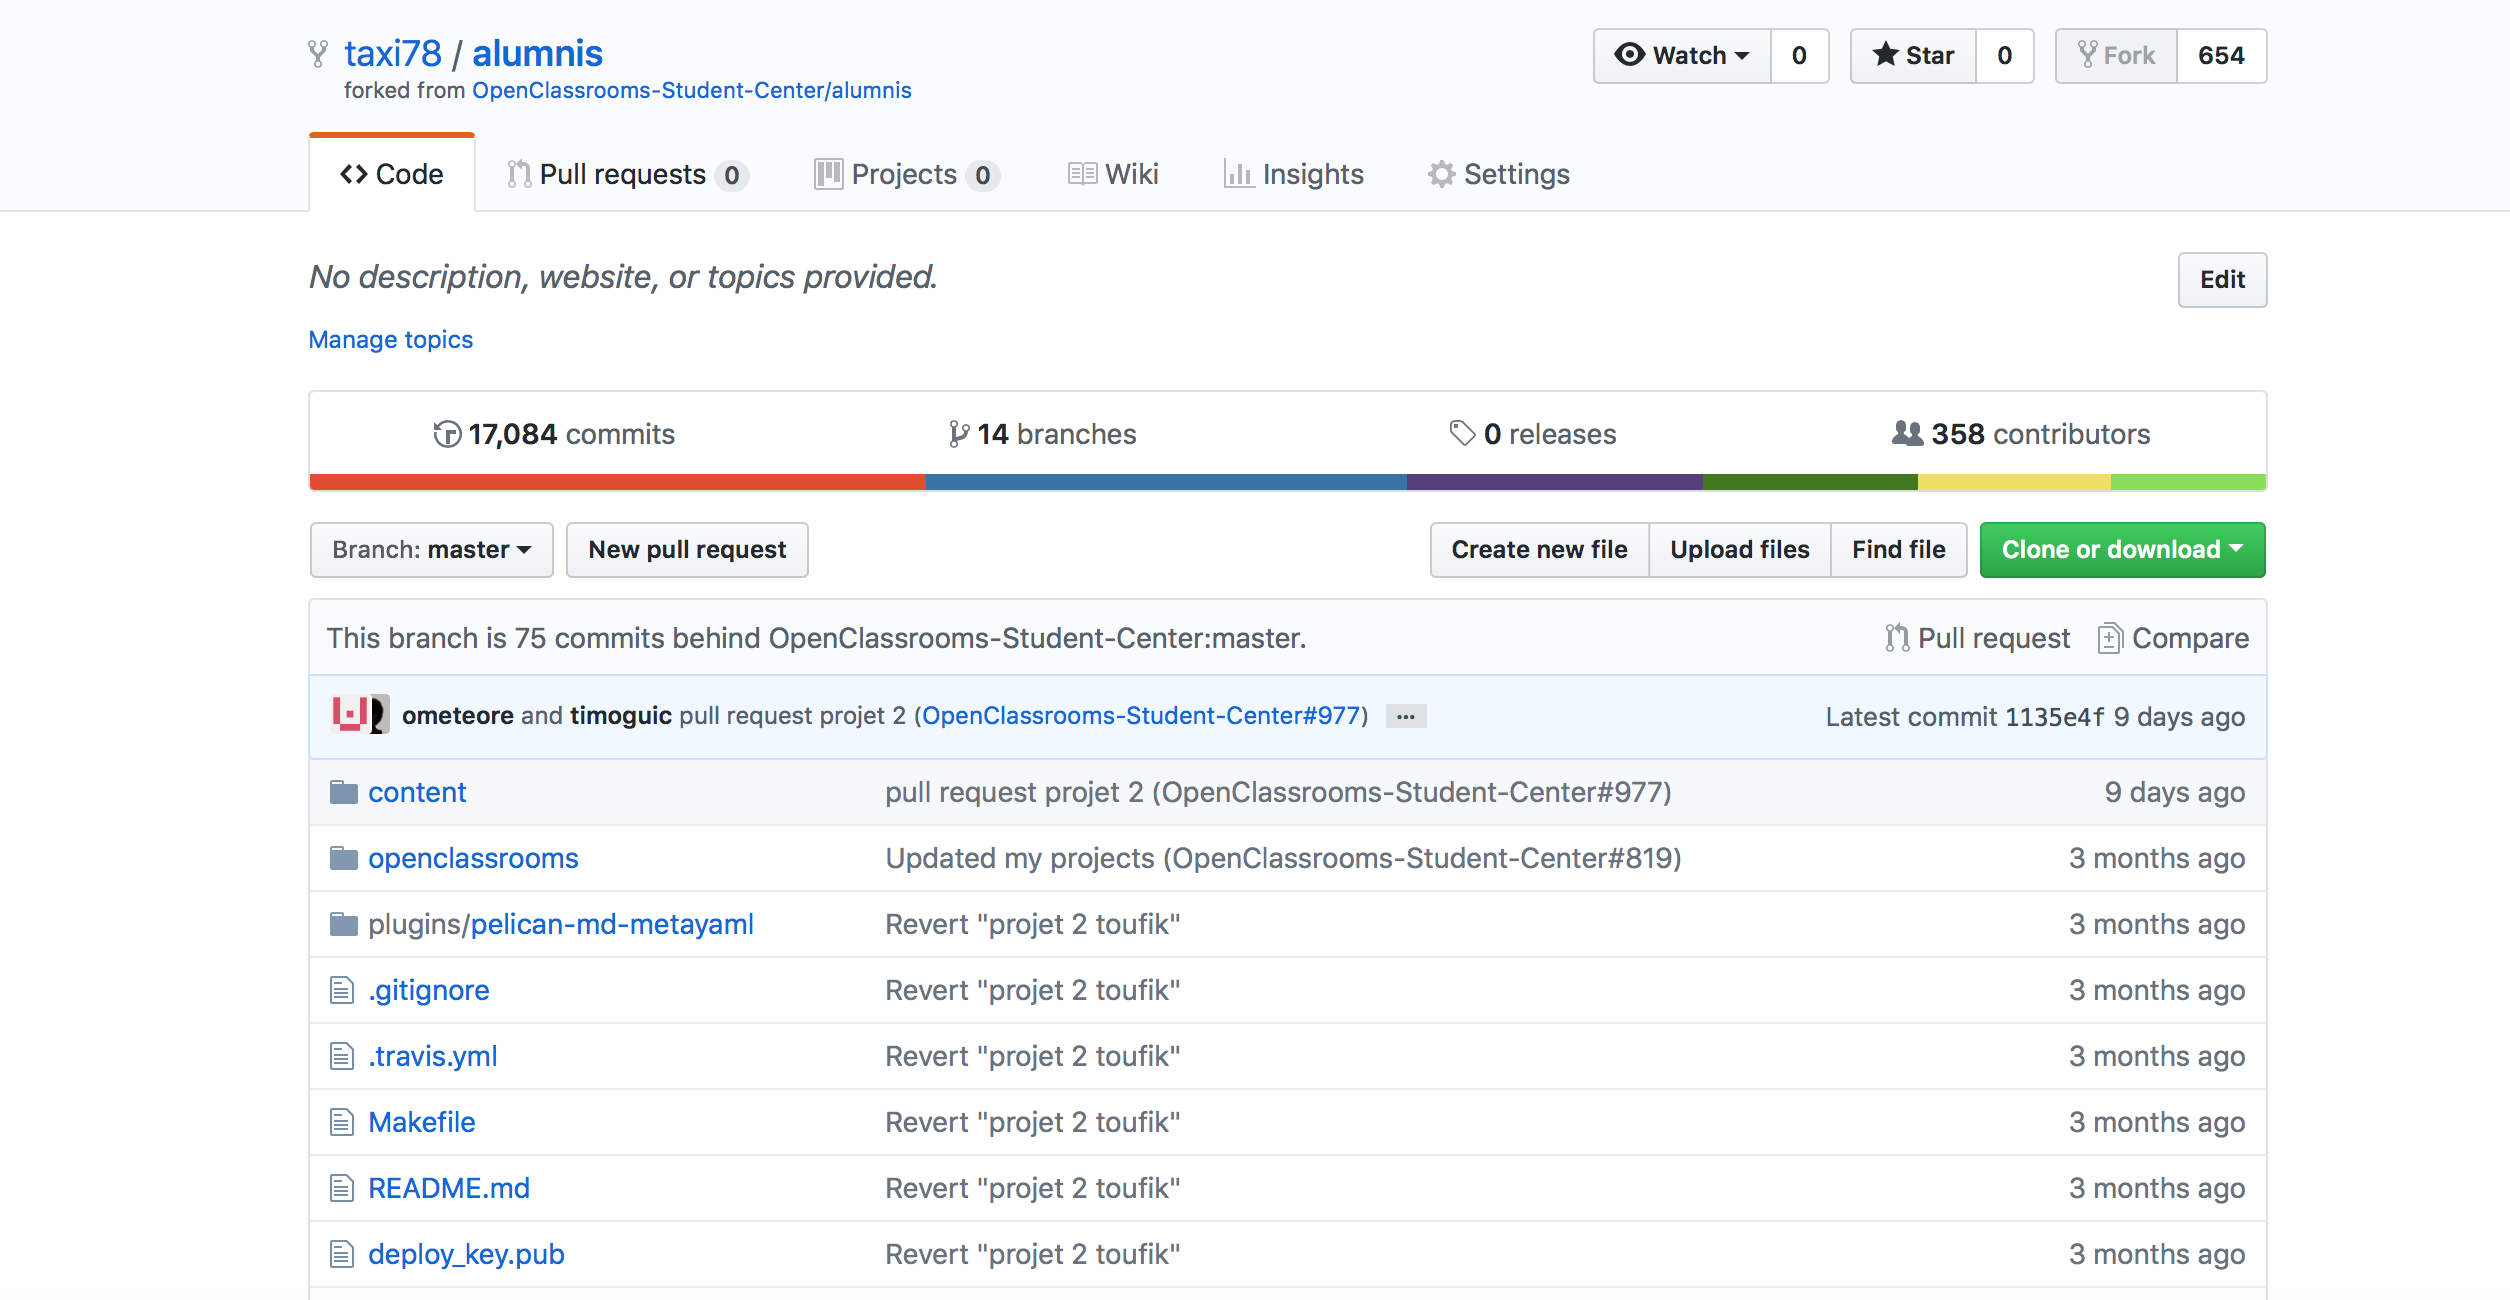 taxi78 / alumnis
forked from OpenClassrooms-Student-Center/alumnis
Watch 0 Star 0 Fork 654
Code Pull requests 0 Projects 0 Wiki Insights Settings
No description, website, or topics provided.
Edit
Manage topics
17,084 commits 14 branches 0 releases 358 contributors
Branch: master New pull request Create new file Upload files Find file Clone or download
This branch is 75 commits behind OpenClassrooms-Student-Center:master. Pull request Compare
ometeore and timoguic pull request projet 2 (OpenClassrooms-Student-Center#977) ... Latest commit 1135e4f 9 days ago
content pull request projet 2 (OpenClassrooms-Student-Center#977) 9 days ago
openclassrooms Updated my projects (OpenClassrooms-Student-Center#819) 3 months ago
plugins/pelican-md-metayaml Revert "projet 2 toufik" 3 months ago
.gitignore Revert "projet 2 toufik" 3 months ago
.travis.yml Revert "projet 2 toufik" 3 months ago
Makefile Revert "projet 2 toufik" 3 months ago
README.md Revert "projet 2 toufik" 3 months ago
deploy_key.pub Revert "projet 2 toufik" 3 months ago